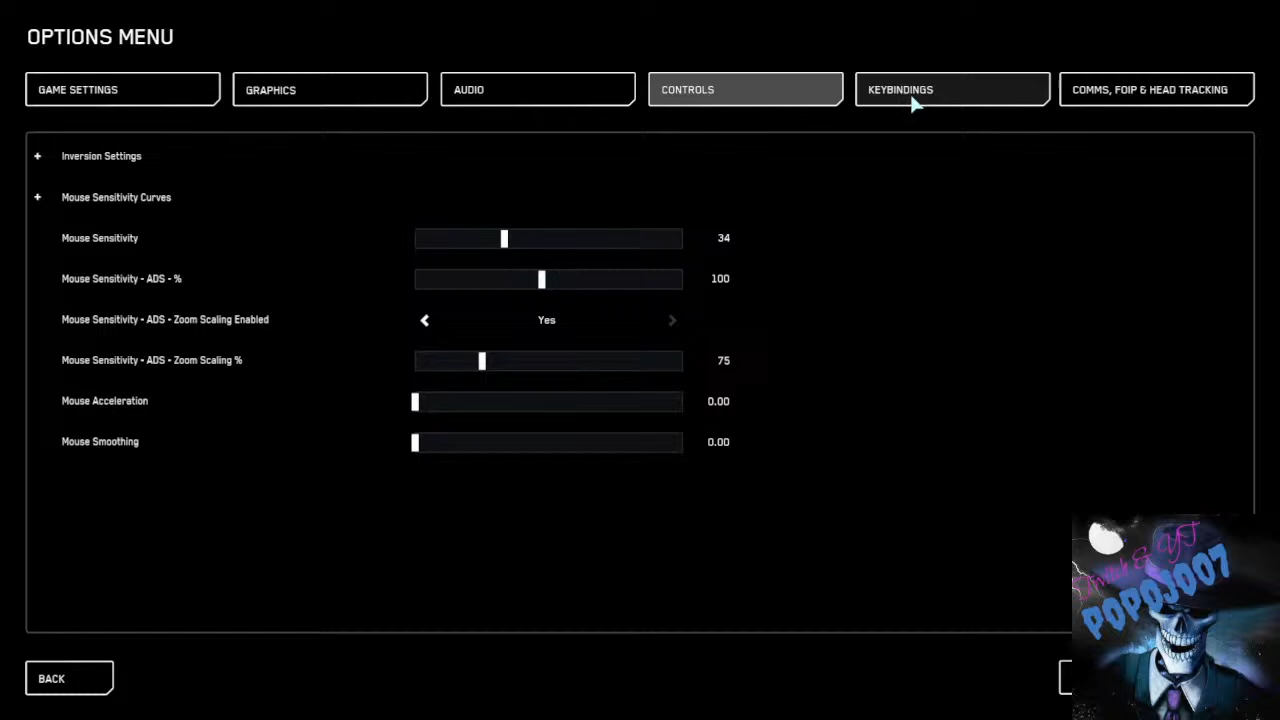 OPTIONS MENU
GAME SETTINGS
GRAPHICS
AUDIO
CONTROLS
KEYBINDINGS
COMMS, FOIP & HEAD TRACKING
+ Inversion Settings
+ Mouse Sensitivity Curves
Mouse Sensitivity 34
Mouse Sensitivity - ADS - % 100
Mouse Sensitivity - ADS - Zoom Scaling Enabled Yes
Mouse Sensitivity - ADS - Zoom Scaling % 75
Mouse Acceleration 0.00
Mouse Smoothing 0.00
Twitch & YT
POPOJ007
BACK